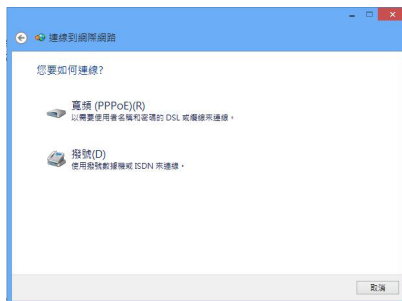 連線到網際網路
您要如何連線?
寬頻 (PPPoE)(R)
以需要使用者名稱和密碼的 DSL 或纜線來連線。
撥號(D)
使用撥號數據機或 ISDN 來連線。
取消